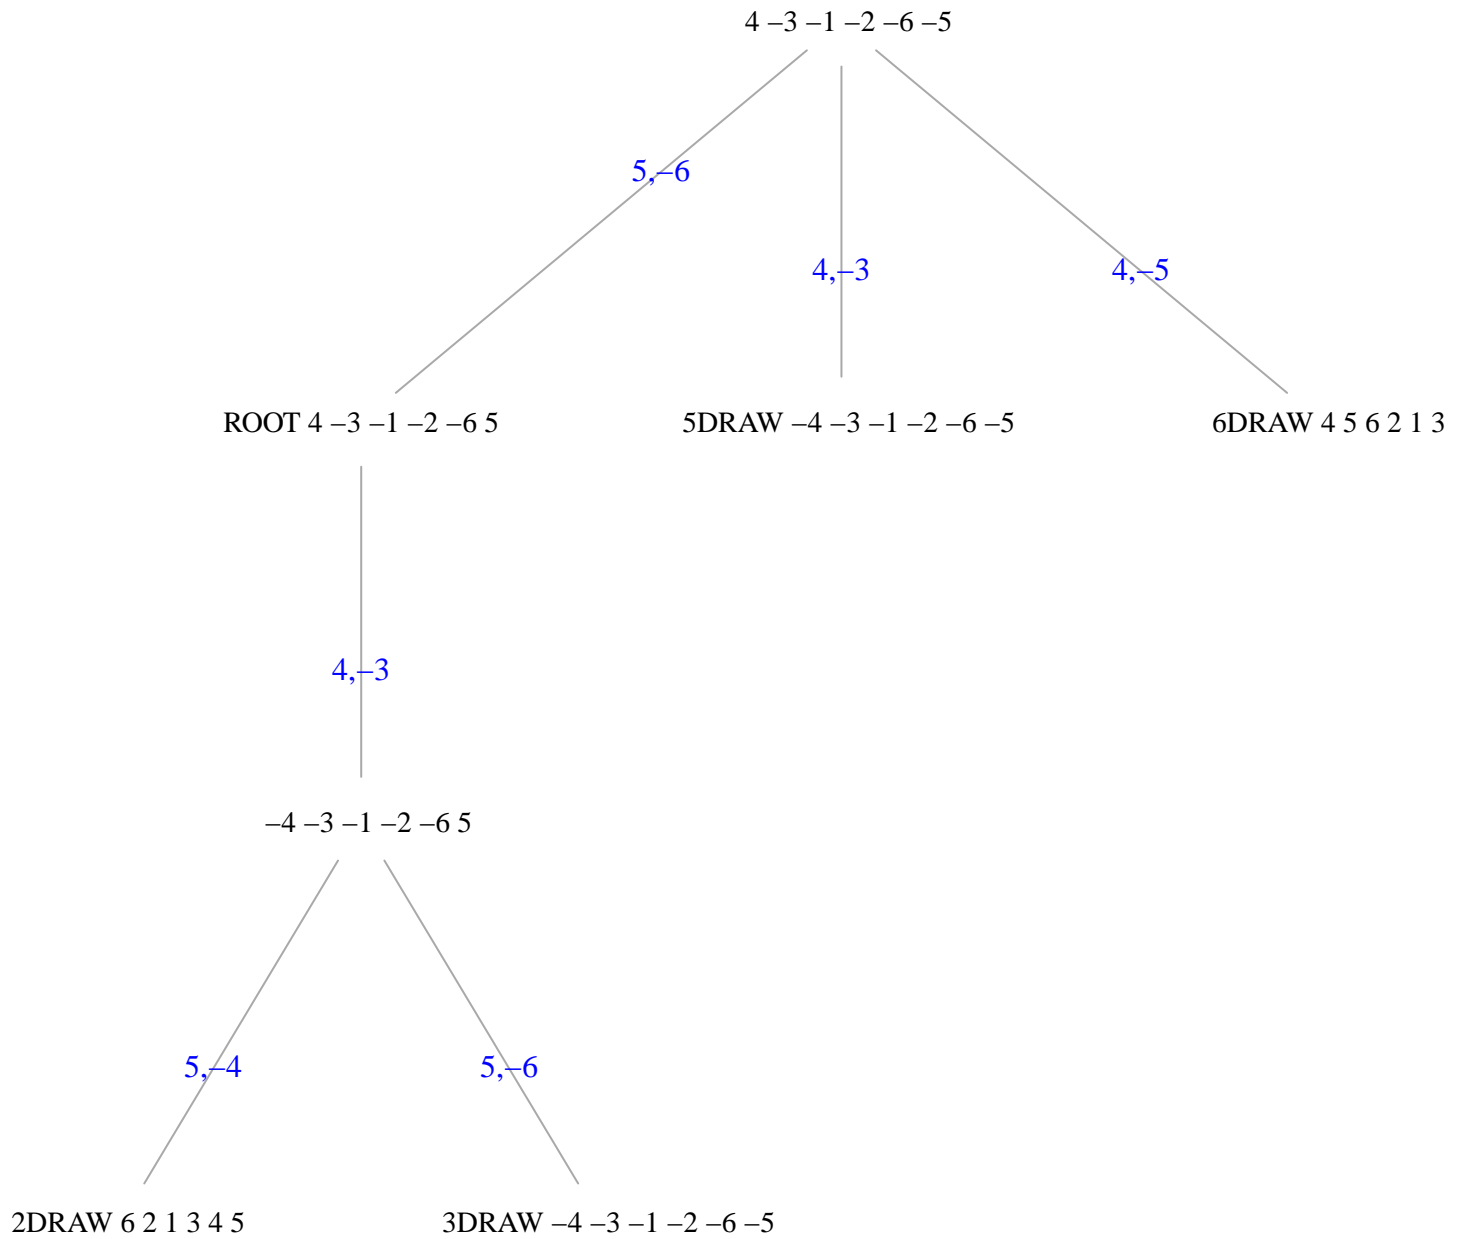 4 –3 –1 –2 –6 –5
5,–6
4,–3
4,–5
ROOT 4 –3 –1 –2 –6 5
5DRAW –4 –3 –1 –2 –6 –5
6DRAW 4 5 6 2 1 3
4,–3
–4 –3 –1 –2 –6 5
5,–4
5,–6
2DRAW 6 2 1 3 4 5
3DRAW –4 –3 –1 –2 –6 –5